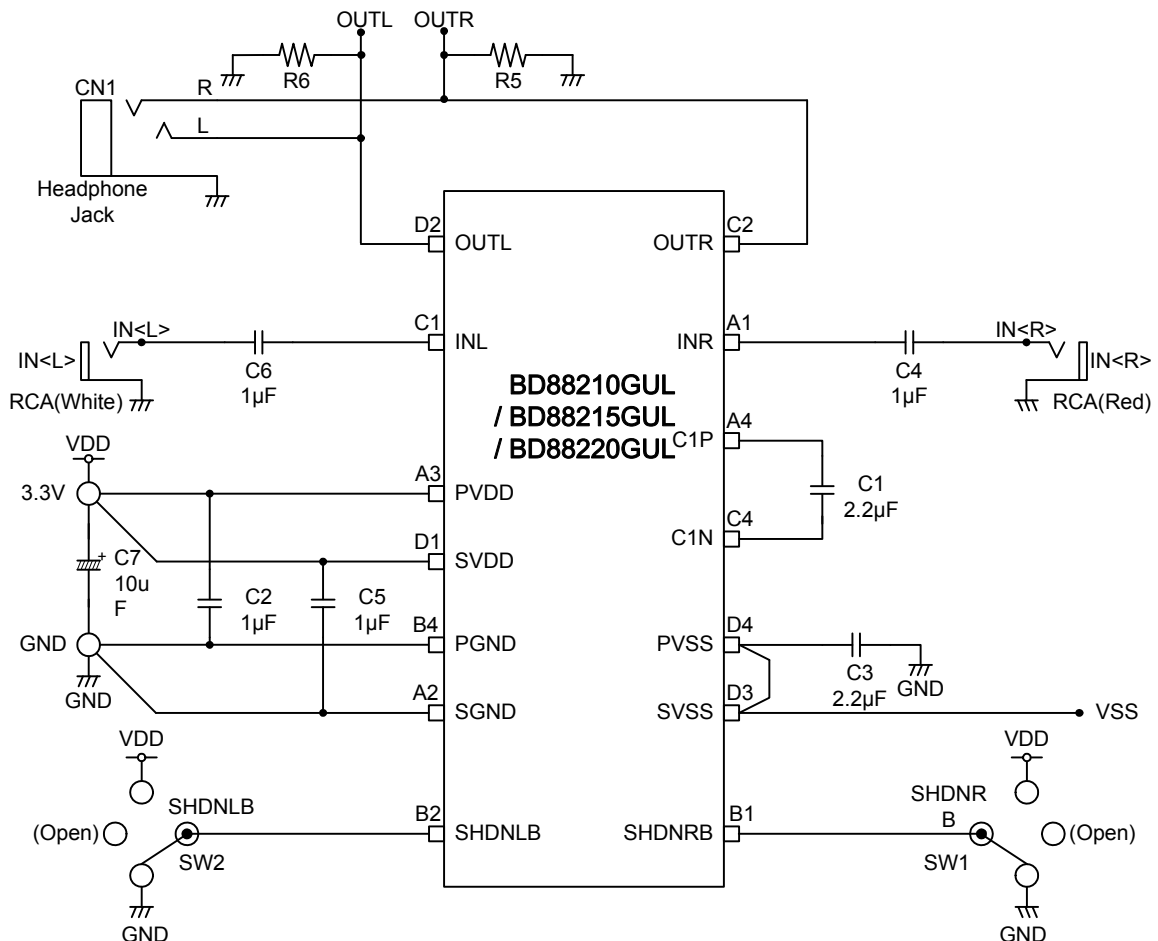 OUTL OUTR
R6 R5
CN1
R
L
Headphone
Jack
D2 C2
OUTL OUTR
C1 A1
IN<L> IN<R>
INL INR
IN<L> IN<R>
C6 C4
1µF 1µF
RCA(White) RCA(Red)
BD88210GUL
/ BD88215GUL
/ BD88220GUL
A4
C1P
VDD
A3
3.3V
PVDD
C1
2.2µF
C4
C1N
D1
SVDD
+
C7
10u
F
C2 C5
1µF 1µF
B4 D4
GND
PGND PVSS
C3
2.2µF
GND
GND
A2 D3
SGND SVSS
VSS
VDD VDD
SHDNLB SHDNR
B
B2 B1
(Open) (Open)
SHDNLB SHDNRB
SW2 SW1
GND GND